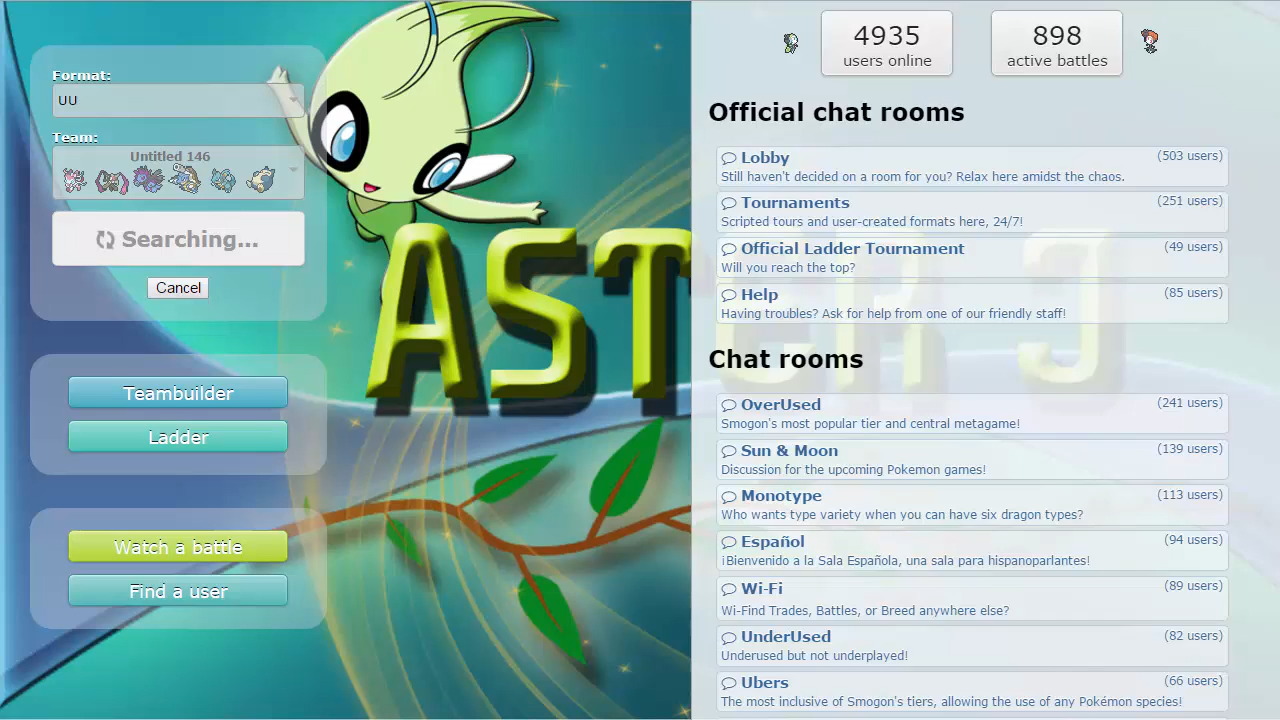 Format:
UU
Team:
Untitled 146
Searching...
Cancel
Teambuilder
Ladder
Watch a battle
Find a user
ASTER J
4935
users online
898
active battles
Official chat rooms
Lobby (503 users)
Still haven't decided on a room for you? Relax here amidst the chaos.
Tournaments (251 users)
Scripted tours and user-created formats here, 24/7!
Official Ladder Tournament (49 users)
Will you reach the top?
Help (85 users)
Having troubles? Ask for help from one of our friendly staff!
Chat rooms
OverUsed (241 users)
Smogon's most popular tier and central metagame!
Sun & Moon (139 users)
Discussion for the upcoming Pokemon games!
Monotype (113 users)
Who wants type variety when you can have six dragon types?
Español (94 users)
¡Bienvenido a la Sala Española, una sala para hispanoparlantes!
Wi-Fi (89 users)
Wi-Find Trades, Battles, or Breed anywhere else?
UnderUsed (82 users)
Underused but not underplayed!
Ubers (66 users)
The most inclusive of Smogon's tiers, allowing the use of any Pokémon species!